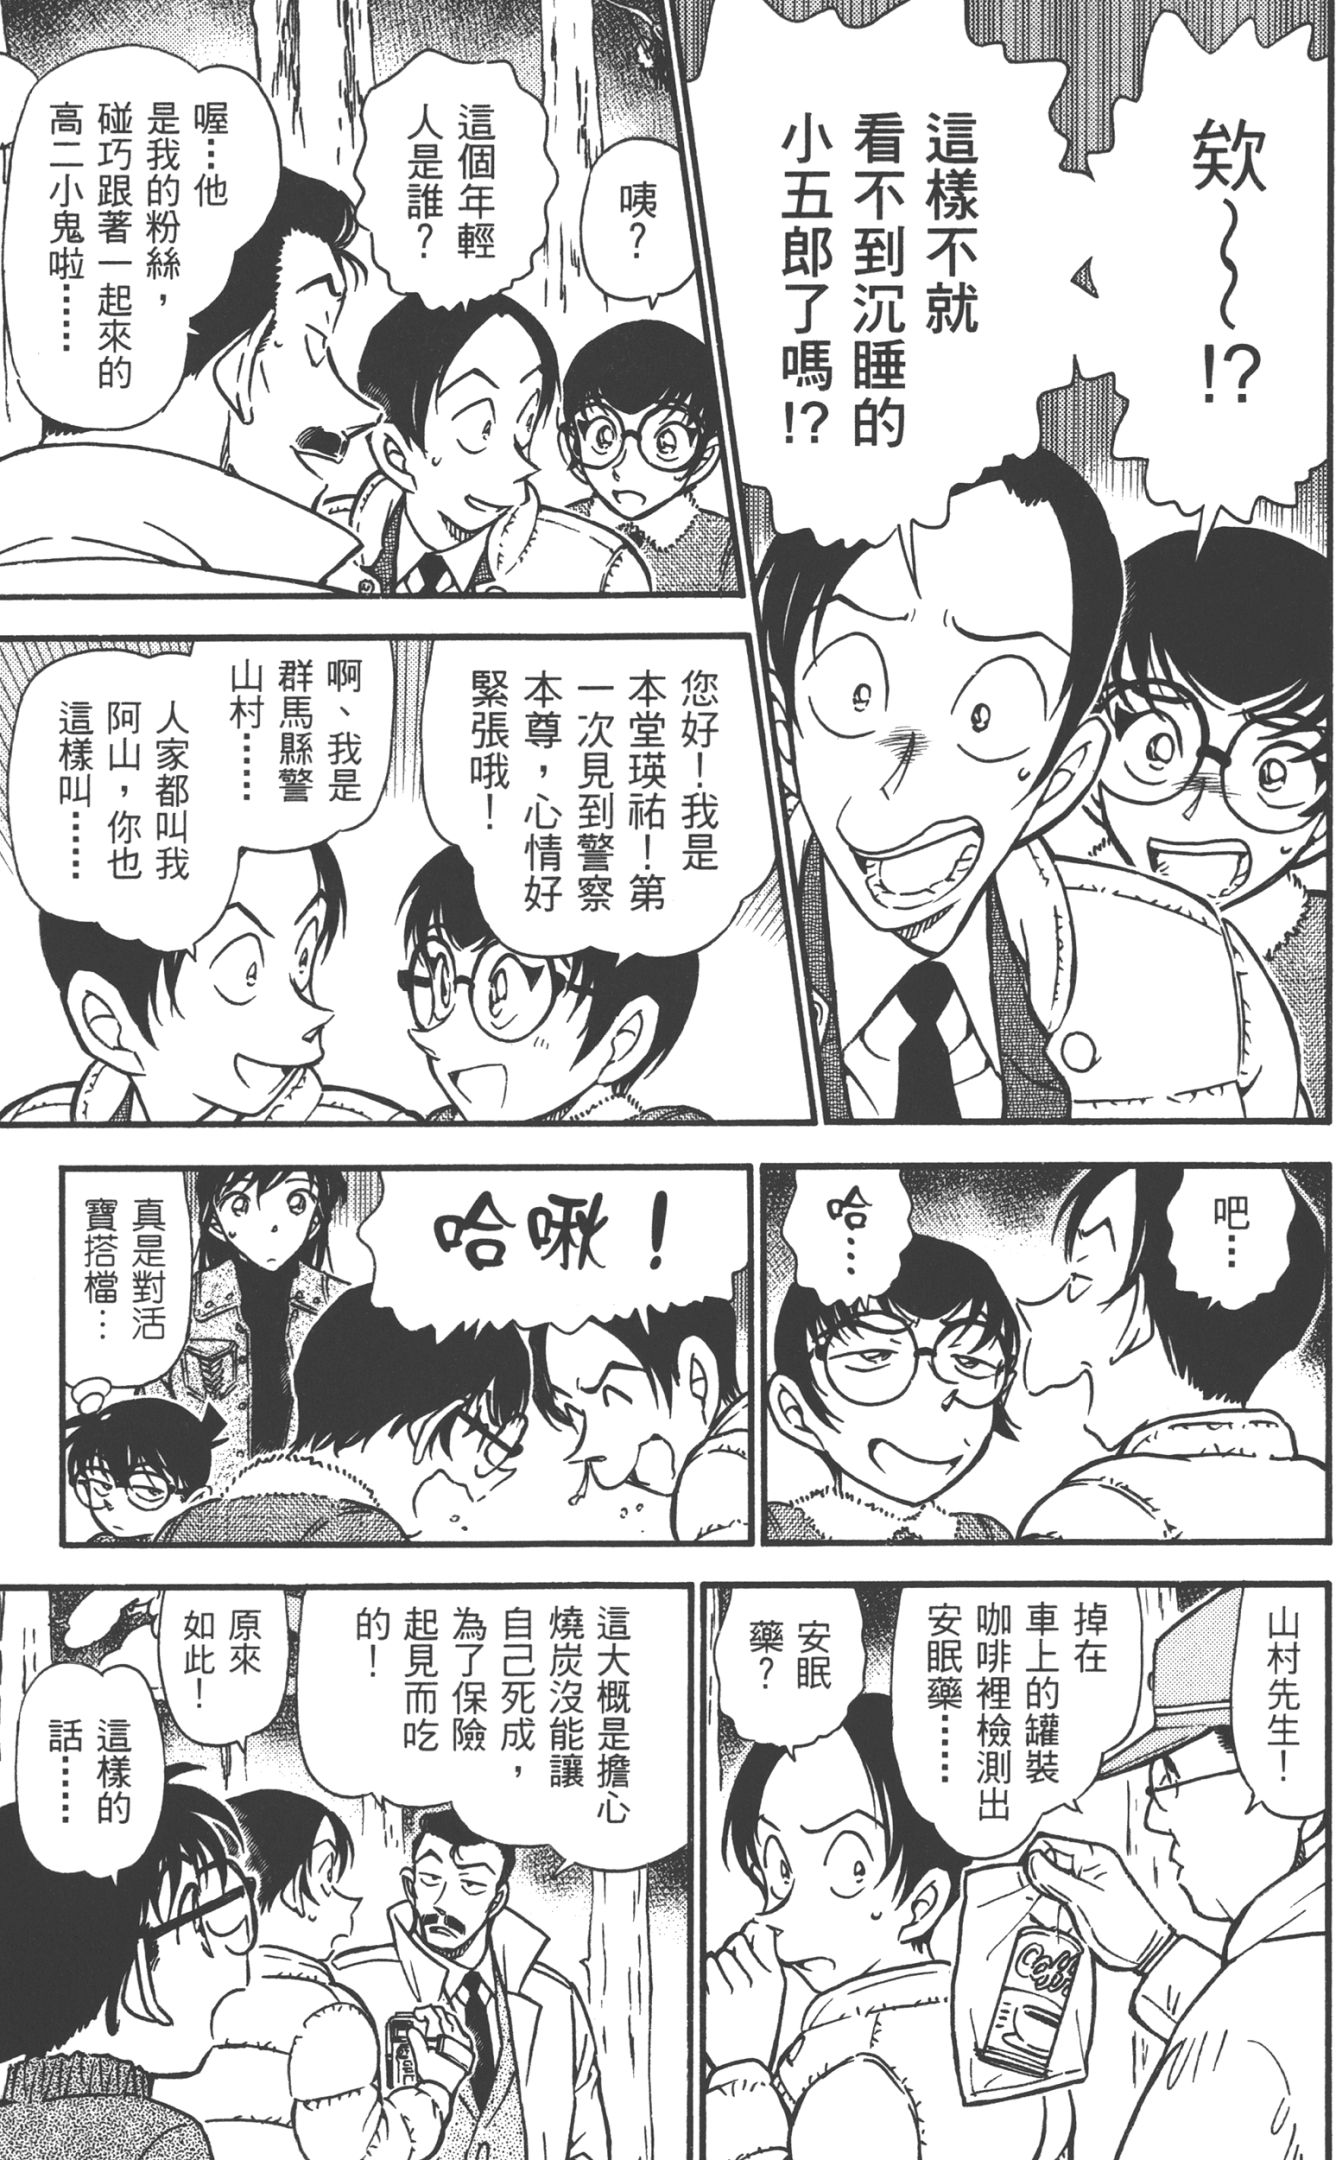 欸～～!?
這樣不就
看不到沉睡的
小五郎了嗎!?
咦?
這個年輕
人是誰?
喔…他
是我的粉絲，
碰巧跟著一起來的
高二小鬼啦……
您好!我是
本堂瑛祐!第
一次見到警察
本尊，心情好
緊張哦!
啊、我是
群馬縣警
山村……
人家都叫我
阿山，你也
這樣叫……
吧…
哈…
哈啾!
真是對活
寶搭檔…
山村先生!
掉在
車上的罐裝
咖啡裡檢測出
安眠藥……
安眠
藥?
這大概是擔心
燒炭沒能讓
自己死成，
為了保險
起見而吃
的!
原來
如此!
這樣的
話……